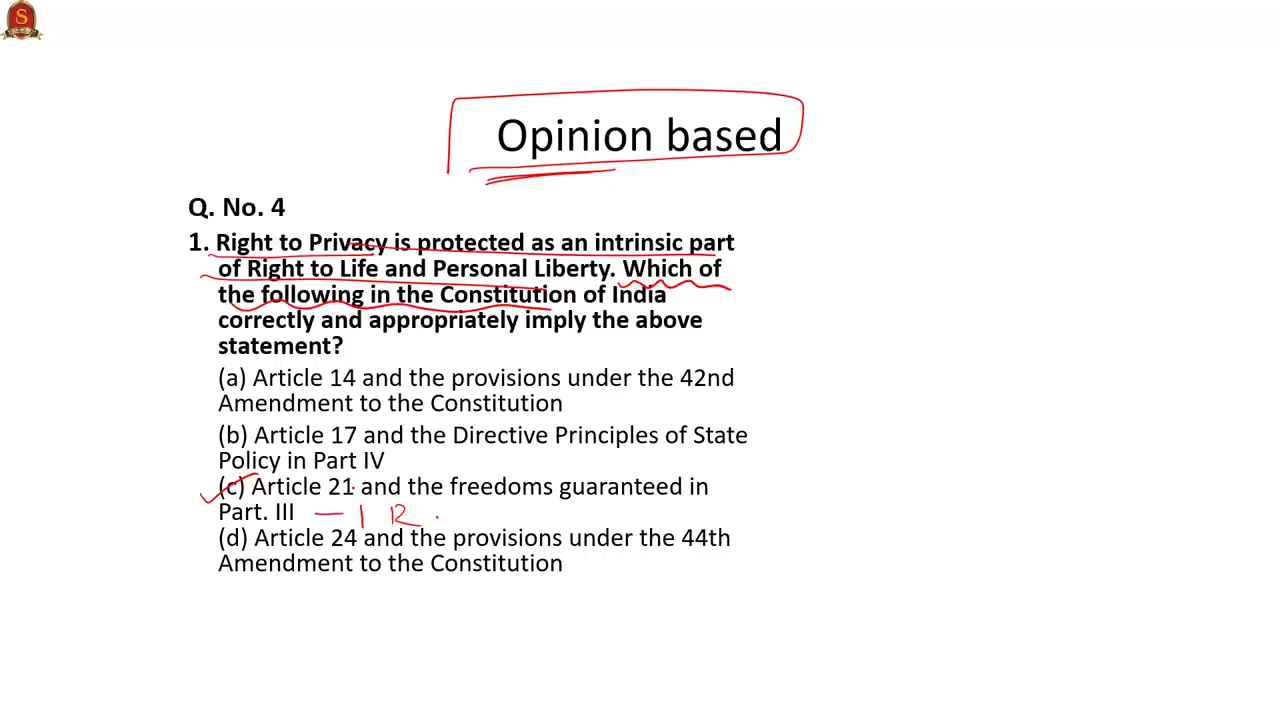 S
Opinion based
Q. No. 4
1. Right to Privacy is protected as an intrinsic part
of Right to Life and Personal Liberty. Which of
the following in the Constitution of India
correctly and appropriately imply the above
statement?
(a) Article 14 and the provisions under the 42nd
Amendment to the Constitution
(b) Article 17 and the Directive Principles of State
Policy in Part IV
(c) Article 21 and the freedoms guaranteed in
Part. III
(d) Article 24 and the provisions under the 44th
Amendment to the Constitution